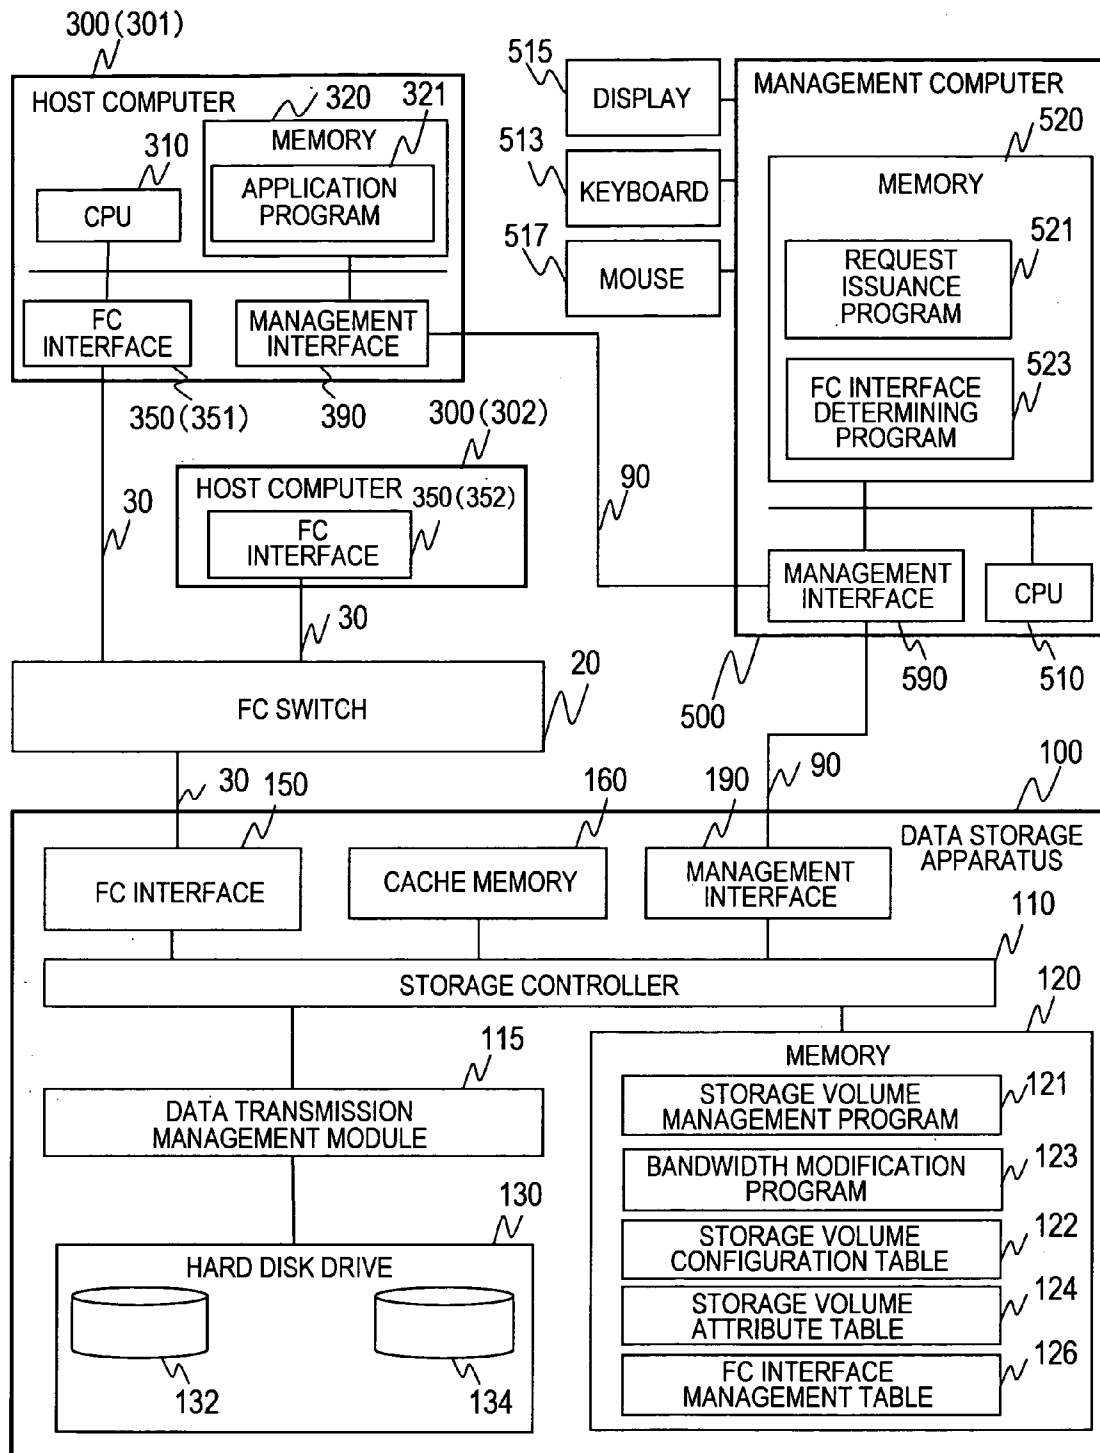 300(301)
HOST COMPUTER
320
321
MEMORY
310
APPLICATION
PROGRAM
CPU
FC
INTERFACE
MANAGEMENT
INTERFACE
350(351)
390
515
DISPLAY
513
KEYBOARD
517
MOUSE
MANAGEMENT COMPUTER
520
MEMORY
521
REQUEST
ISSUANCE
PROGRAM
523
FC INTERFACE
DETERMINING
PROGRAM
MANAGEMENT
INTERFACE
CPU
590
510
500
300(302)
HOST COMPUTER
350(352)
FC
INTERFACE
90
30
30
20
FC SWITCH
30
150
160
190
90
100
DATA STORAGE
APPARATUS
FC INTERFACE
CACHE MEMORY
MANAGEMENT
INTERFACE
110
STORAGE CONTROLLER
120
115
MEMORY
DATA TRANSMISSION
MANAGEMENT MODULE
STORAGE VOLUME
MANAGEMENT PROGRAM
121
BANDWIDTH MODIFICATION
PROGRAM
123
130
HARD DISK DRIVE
STORAGE VOLUME
CONFIGURATION TABLE
122
STORAGE VOLUME
ATTRIBUTE TABLE
124
132
134
FC INTERFACE
MANAGEMENT TABLE
126